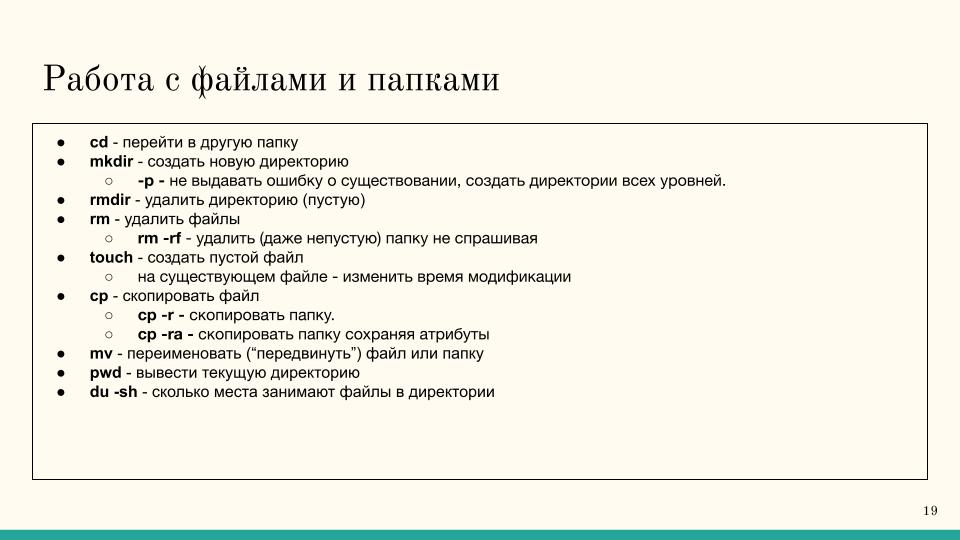 Работа с файлами и папками
● cd - перейти в другую папку
● mkdir - создать новую директорию
○ -p - не выдавать ошибку о существовании, создать директории всех уровней.
● rmdir - удалить директорию (пустую)
● rm - удалить файлы
○ rm -rf - удалить (даже непустую) папку не спрашивая
● touch - создать пустой файл
○ на существующем файле - изменить время модификации
● cp - скопировать файл
○ cp -r - скопировать папку.
○ cp -ra - скопировать папку сохраняя атрибуты
● mv - переименовать (“передвинуть”) файл или папку
● pwd - вывести текущую директорию
● du -sh - сколько места занимают файлы в директории
19